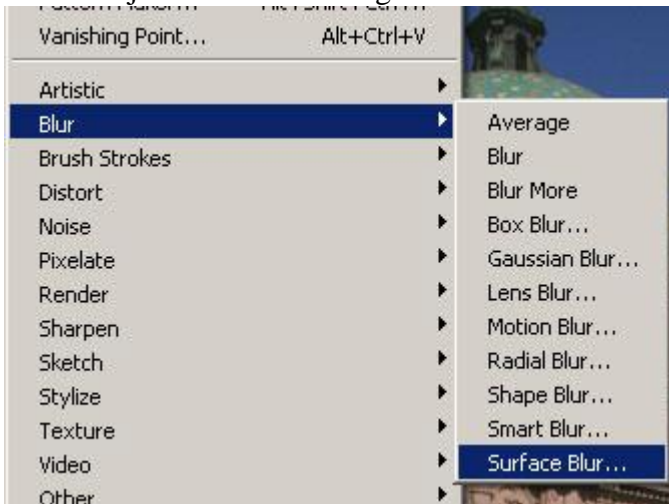 Vanishing Point... Alt+Ctrl+V
Artistic
Blur
Brush Strokes
Distort
Noise
Pixelate
Render
Sharpen
Sketch
Stylize
Texture
Video
Other
Average
Blur
Blur More
Box Blur...
Gaussian Blur...
Lens Blur...
Motion Blur...
Radial Blur...
Shape Blur...
Smart Blur...
Surface Blur...